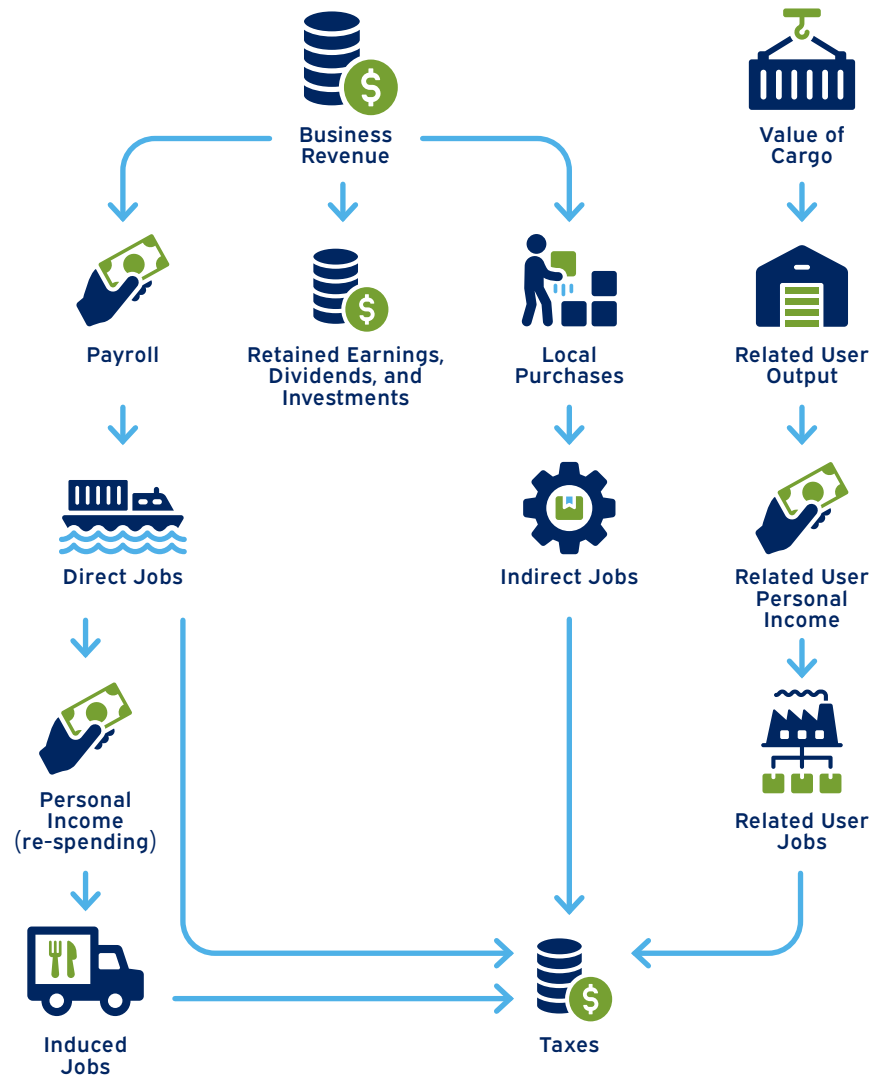 Business
Revenue
Value of
Cargo
Payroll
Retained Earnings,
Dividends, and
Investments
Local
Purchases
Related User
Output
Direct Jobs
Indirect Jobs
Related User
Personal
Income
Personal
Income
(re-spending)
Related User
Jobs
Induced
Jobs
Taxes